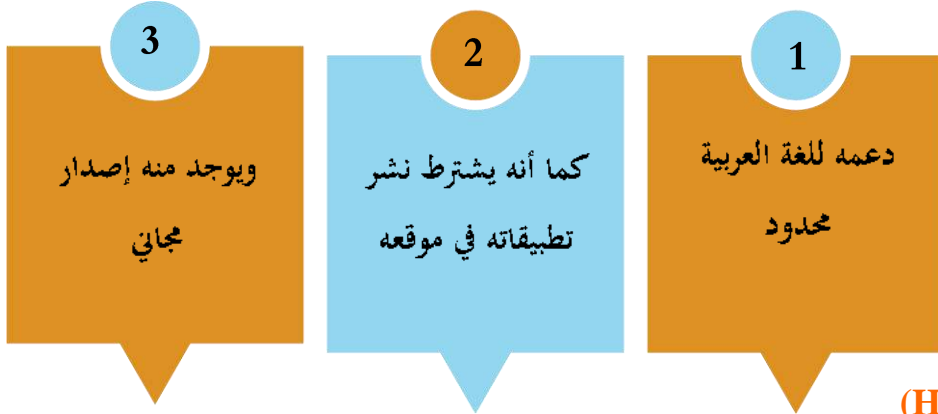 1
دعمه للغة العربية
محدود
2
كما أنه يشترط نشر
تطبيقاته في موقعه
3
ويوجد منه إصدار
مجاني
(H